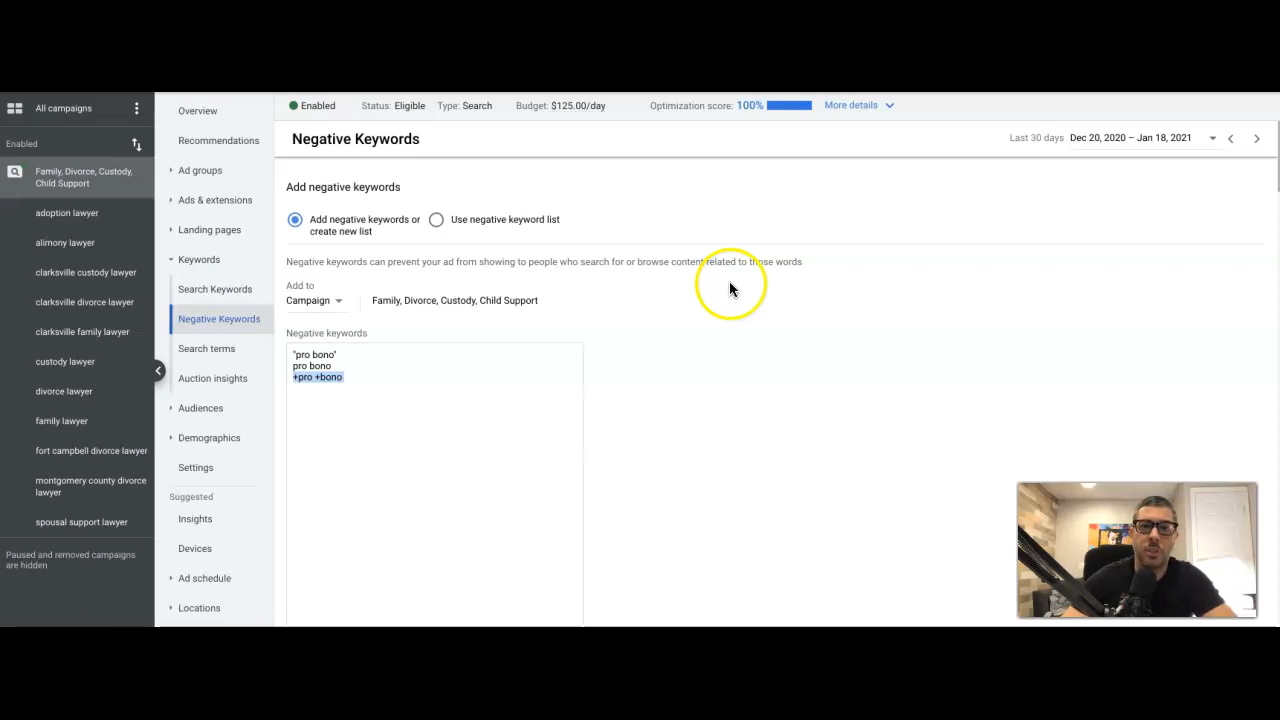 All campaigns
Enabled
Family, Divorce, Custody,
Child Support
adoption lawyer
alimony lawyer
clarksville custody lawyer
clarksville divorce lawyer
clarksville family lawyer
custody lawyer
divorce lawyer
family lawyer
fort campbell divorce lawyer
montgomery county divorce
lawyer
spousal support lawyer
Paused and removed campaigns
are hidden
Overview
Recommendations
Ad groups
Ads & extensions
Landing pages
Keywords
Search Keywords
Negative Keywords
Search terms
Auction insights
Audiences
Demographics
Settings
Suggested
Insights
Devices
Ad schedule
Locations
Enabled Status: Eligible Type: Search Budget: $125.00/day Optimization score: 100% More details
Negative Keywords
Last 30 days Dec 20, 2020 – Jan 18, 2021
Add negative keywords
Add negative keywords or
create new list
Use negative keyword list
Negative keywords can prevent your ad from showing to people who search for or browse content related to those words
Add to
Campaign Family, Divorce, Custody, Child Support
Negative keywords
"pro bono"
pro bono
+pro +bono